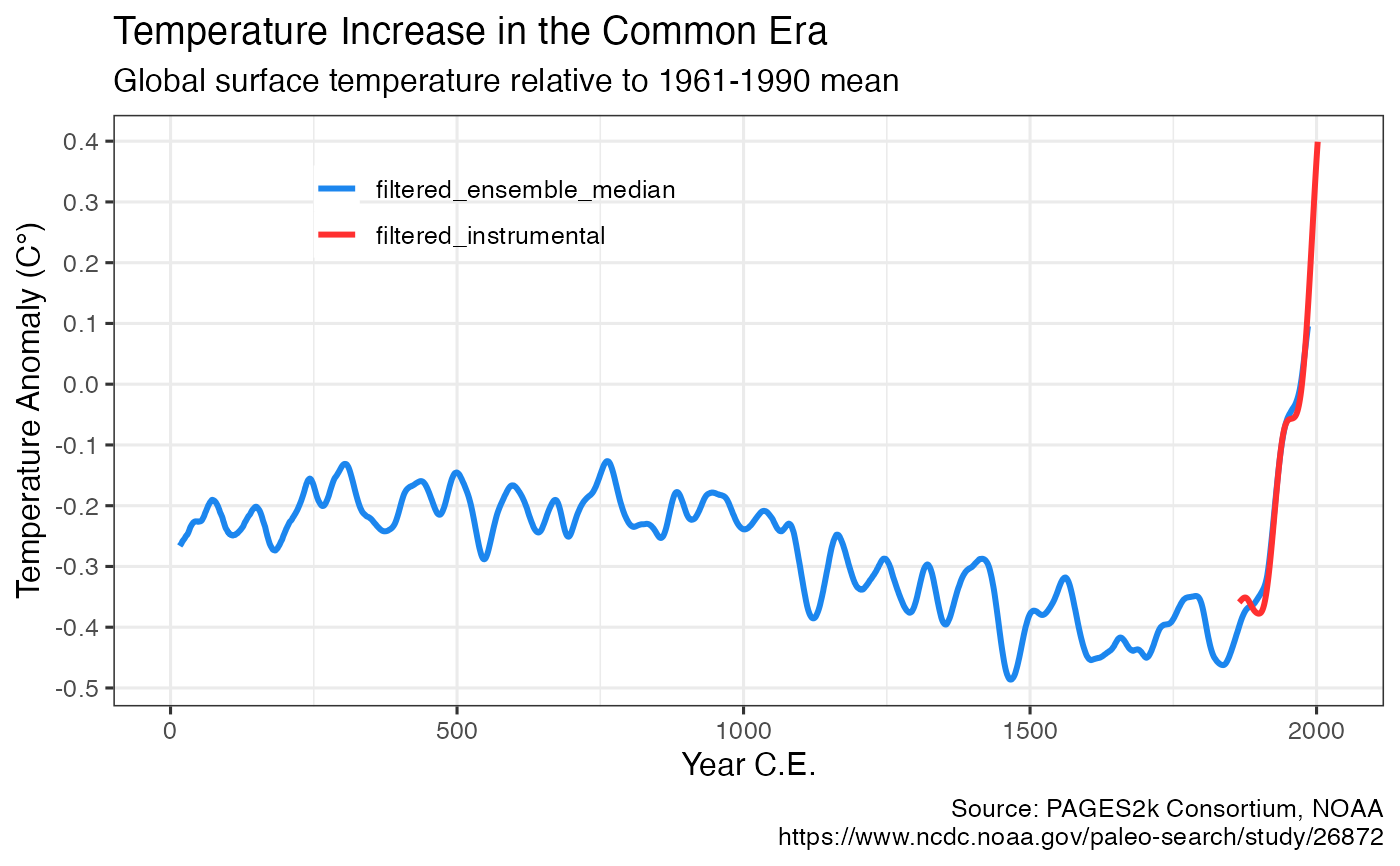 Temperature Increase in the Common Era
Global surface temperature relative to 1961-1990 mean
Temperature Anomaly (C°)
0.4
0.3
0.2
0.1
0.0
-0.1
-0.2
-0.3
-0.4
-0.5
filtered_ensemble_median
filtered_instrumental
0 500 1000 1500 2000
Year C.E.
Source: PAGES2k Consortium, NOAA
https://www.ncdc.noaa.gov/paleo-search/study/26872